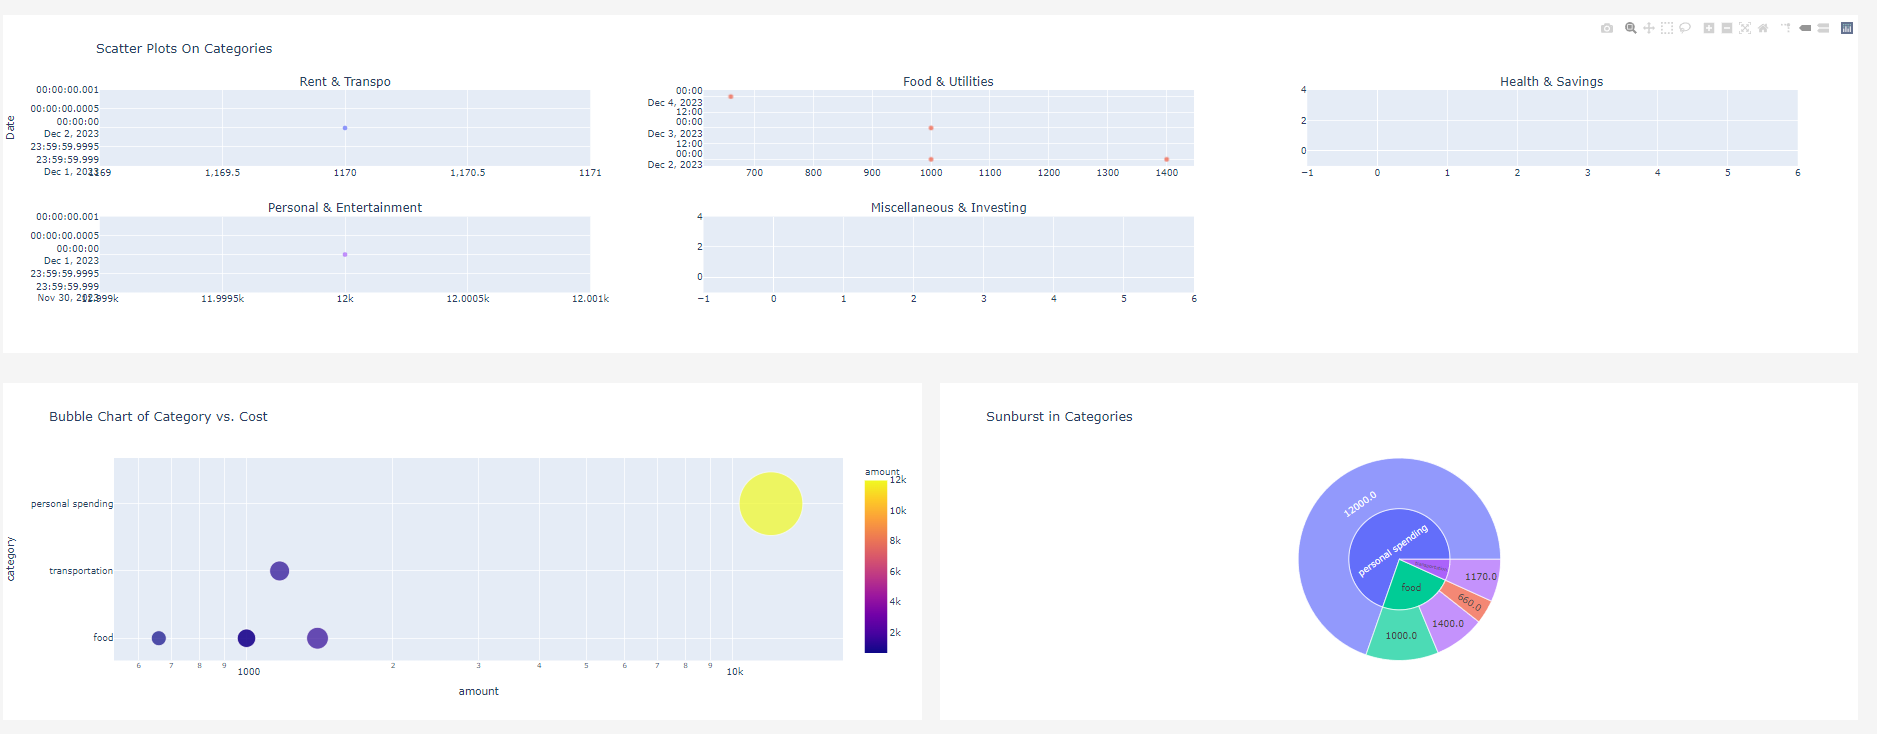 Scatter Plots On Categories
Rent & Transpo
Date
00:00:00.001
00:00:00.0005
00:00:00
Dec 2, 2023
23:59:59.9995
23:59:59.999
Dec 1, 2023
1169 1,169.5 1170 1,170.5 1171
Food & Utilities
00:00
Dec 4, 2023
12:00
00:00
Dec 3, 2023
12:00
00:00
Dec 2, 2023
700 800 900 1000 1100 1200 1300 1400
Health & Savings
4
2
0
−1 0 1 2 3 4 5 6
Personal & Entertainment
00:00:00.001
00:00:00.0005
00:00:00
Dec 1, 2023
23:59:59.9995
23:59:59.999
Nov 30, 2023
11.999k 11.9995k 12k 12.0005k 12.001k
Miscellaneous & Investing
4
2
0
−1 0 1 2 3 4 5 6
Bubble Chart of Category vs. Cost
category
personal spending
transportation
food
6 7 8 9 1000 2 3 4 5 6 7 8 9 10k
amount
amount
12k
10k
8k
6k
4k
2k
Sunburst in Categories
12000.0
personal spending
transportation
food
1170.0
660.0
1400.0
1000.0